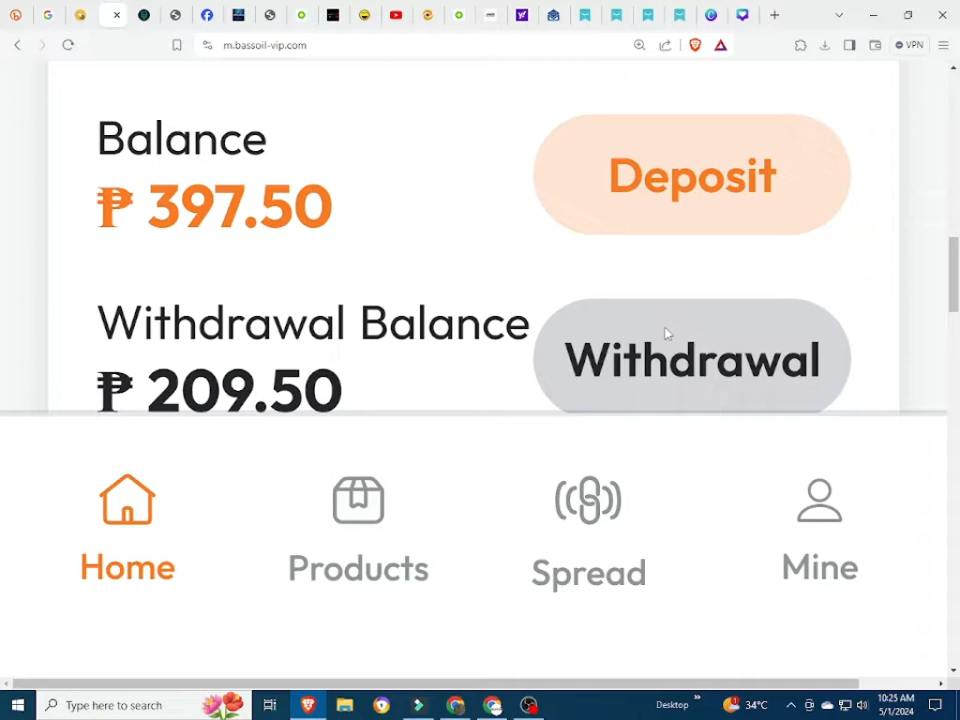 m.bassoil-vip.com
VPN
Balance
₱ 397.50
Deposit
Withdrawal Balance
₱ 209.50
Withdrawal
Home
Products
Spread
Mine
Type here to search
Desktop
34°C
10:25 AM
5/1/2024